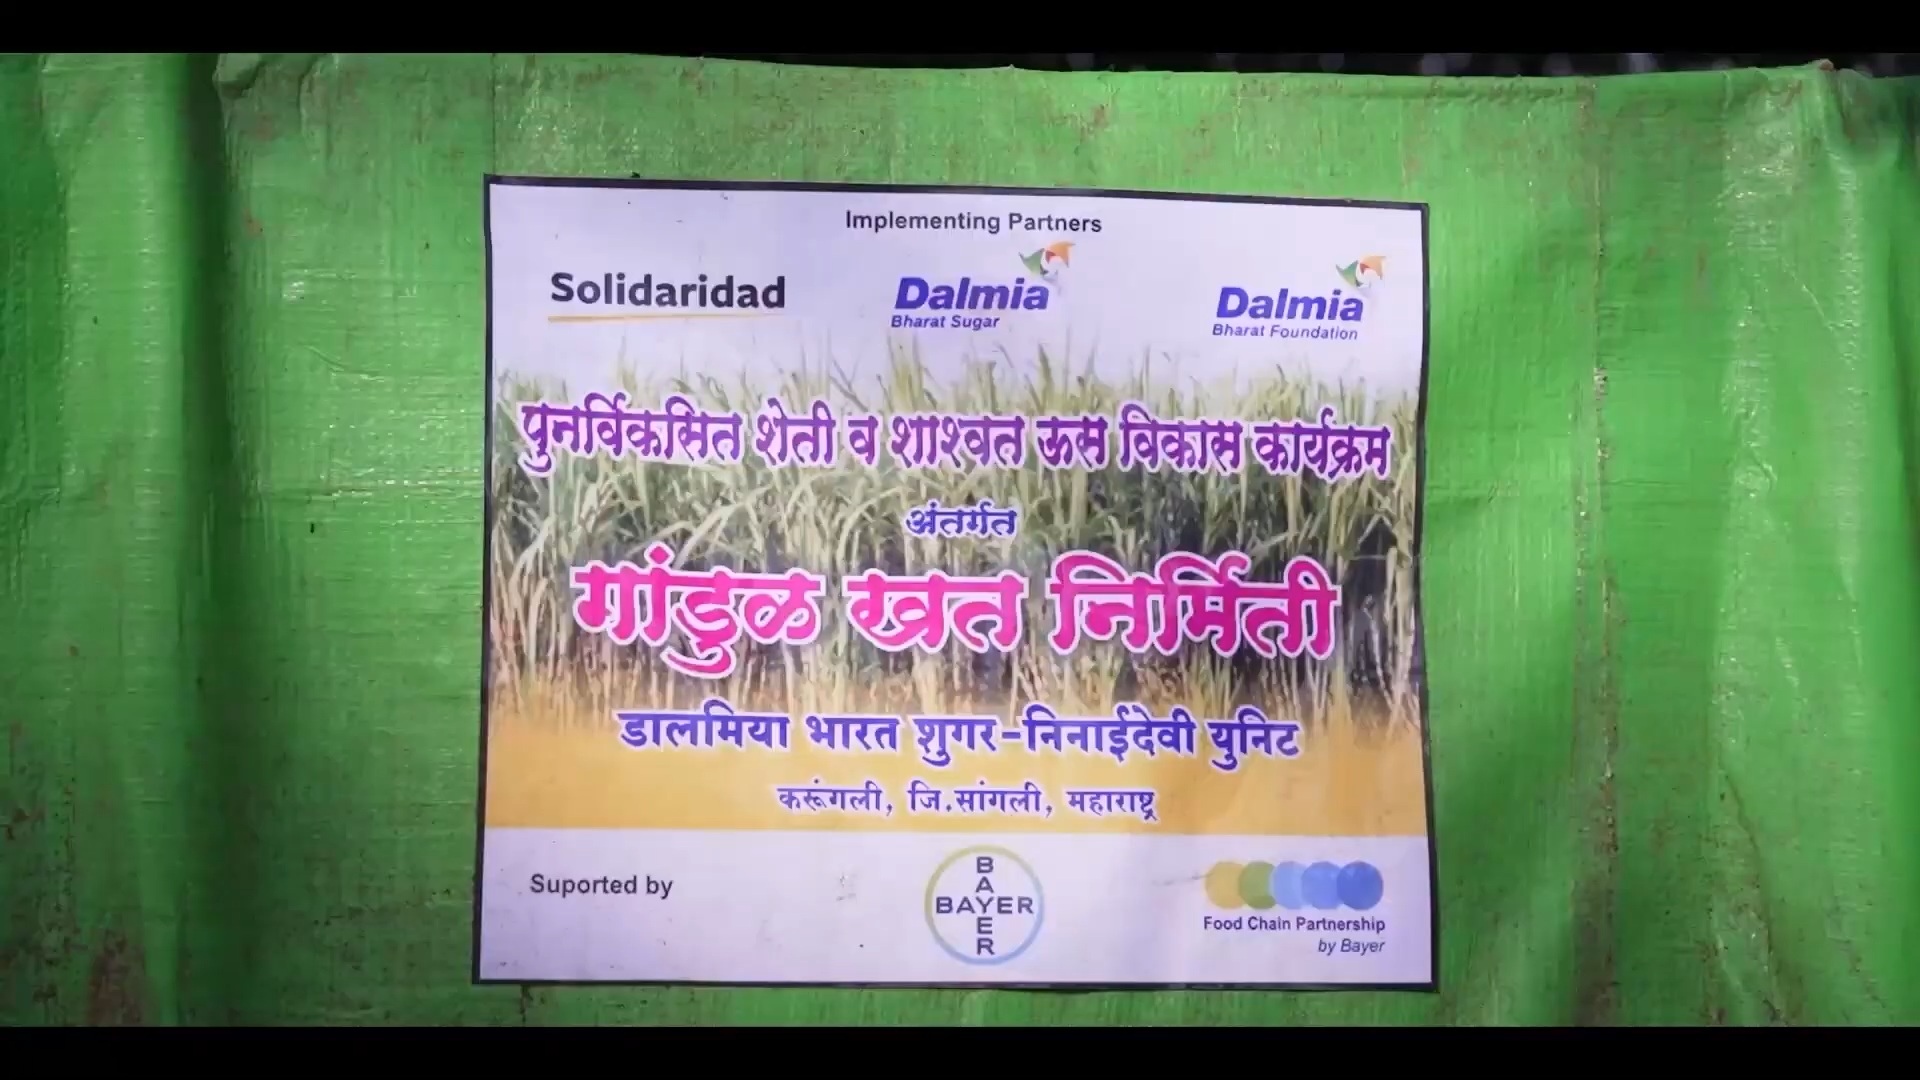 Implementing Partners
Solidaridad
Dalmia
Bharat Sugar
Dalmia
Bharat Foundation
पुनर्विकसित शेती व शाश्वत ऊस विकास कार्यक्रम
अंतर्गत
गांडुळ खत निर्मिती
डालमिया भारत शुगर-निनाईदेवी युनिट
करूंगली, जि.सांगली, महाराष्ट्र
Suported by
BAYER
BAYER
Food Chain Partnership
by Bayer